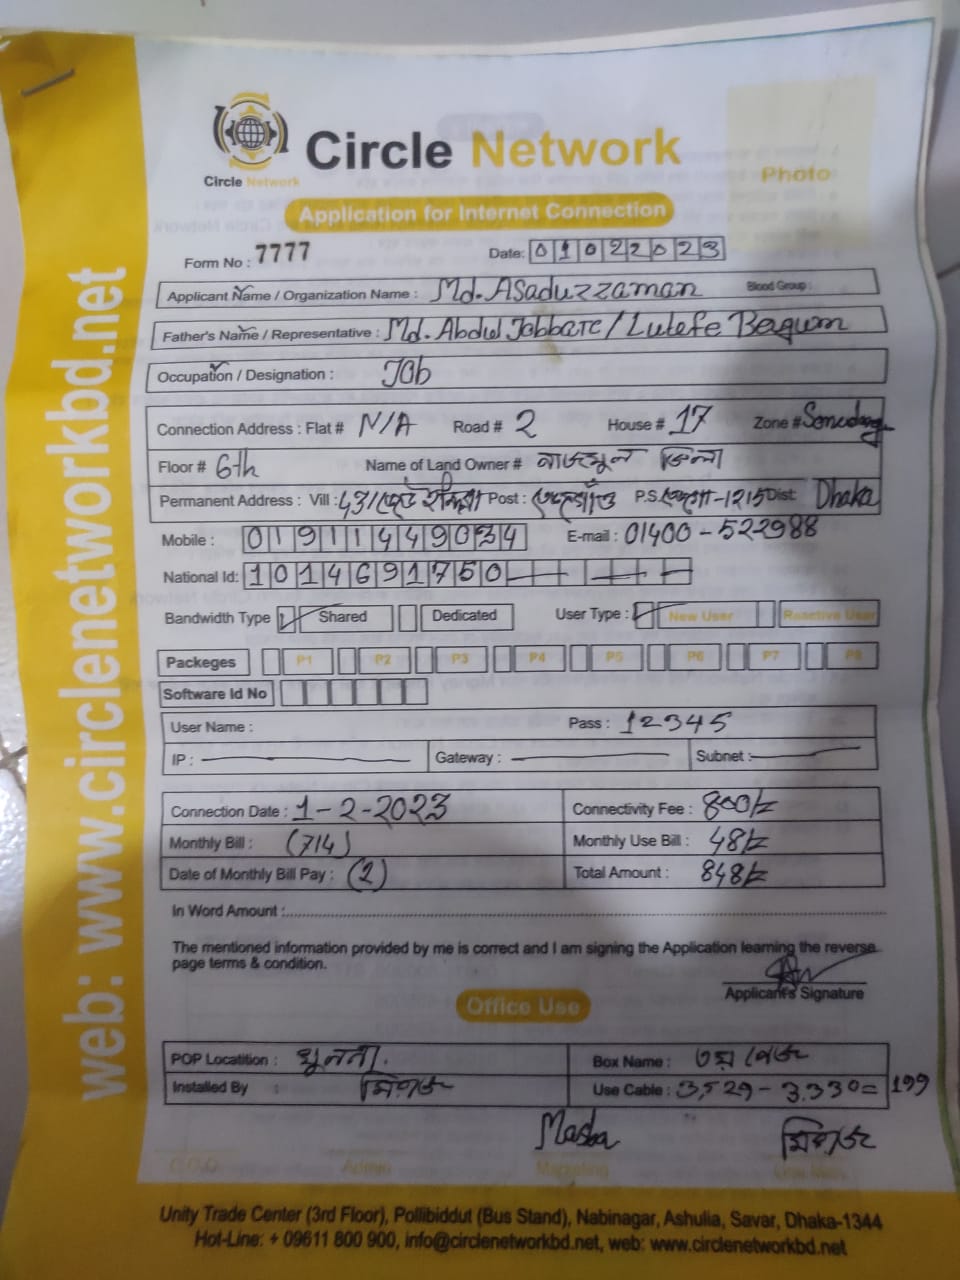 web: www.circlenetworkbd.net
Circle Network
Circle Network
Photo
Application for Internet Connection
Form No : 7777 Date: 01022023
Applicant Name / Organization Name : Md. Asaduzzaman Blood Group :
Father's Name / Representative : Md. Abdul Jabbare / Lutefe Begum
Occupation / Designation : Job
Connection Address : Flat # N/A Road # 2 House # 17 Zone #
Floor # 6th Name of Land Owner #
Permanent Address : Vill : Post : P.S. -1215 Dist: Dhaka
Mobile : 01911449034 E-mail : 01400-522988
National Id: 1014691750
Bandwidth Type Shared Dedicated User Type : New User Reactive User
Packeges P1 P2 P3 P4 P5 P6 P7 P8
Software Id No
User Name : Pass : 12345
IP : Gateway : Subnet :
Connection Date : 1-2-2023 Connectivity Fee : 800/=
Monthly Bill : (714) Monthly Use Bill : 48/=
Date of Monthly Bill Pay : (2) Total Amount : 848/=
In Word Amount :
The mentioned information provided by me is correct and I am signing the Application learning the reverse
page terms & condition.
Applicant's Signature
Office Use
POP Locatition : Box Name :
Installed By : মিরাজ Use Cable : 3,529 - 3.330 = 199
মিরাজ
Admin Marketing
Unity Trade Center (3rd Floor), Pollibiddut (Bus Stand), Nabinagar, Ashulia, Savar, Dhaka-1344
Hot-Line: + 09611 800 900, info@circlenetworkbd.net, web: www.circlenetworkbd.net